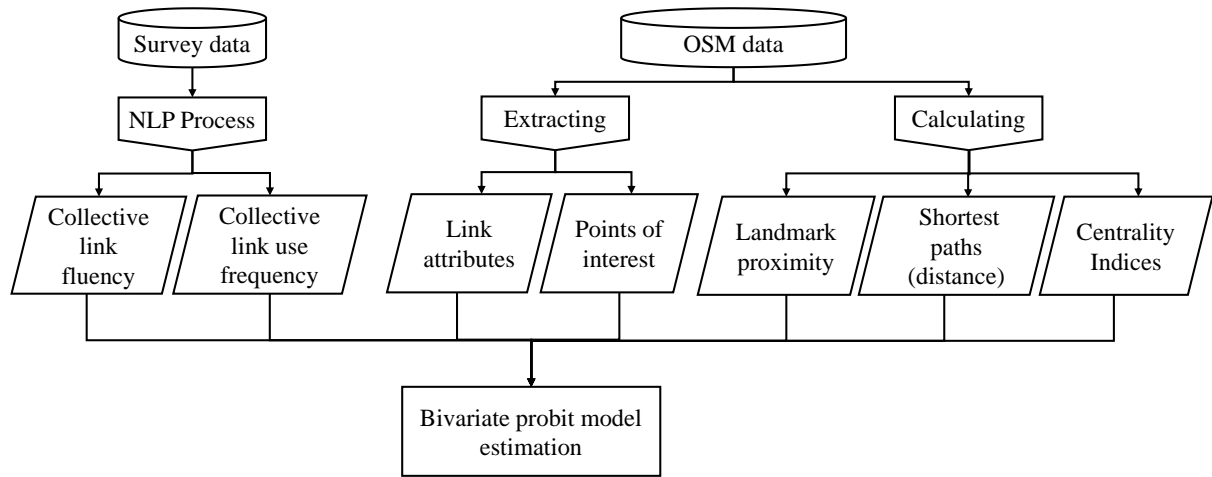 Survey data
OSM data
NLP Process
Extracting
Calculating
Collective
link
fluency
Collective
link use
frequency
Link
attributes
Points of
interest
Landmark
proximity
Shortest
paths
(distance)
Centrality
Indices
Bivariate probit model
estimation